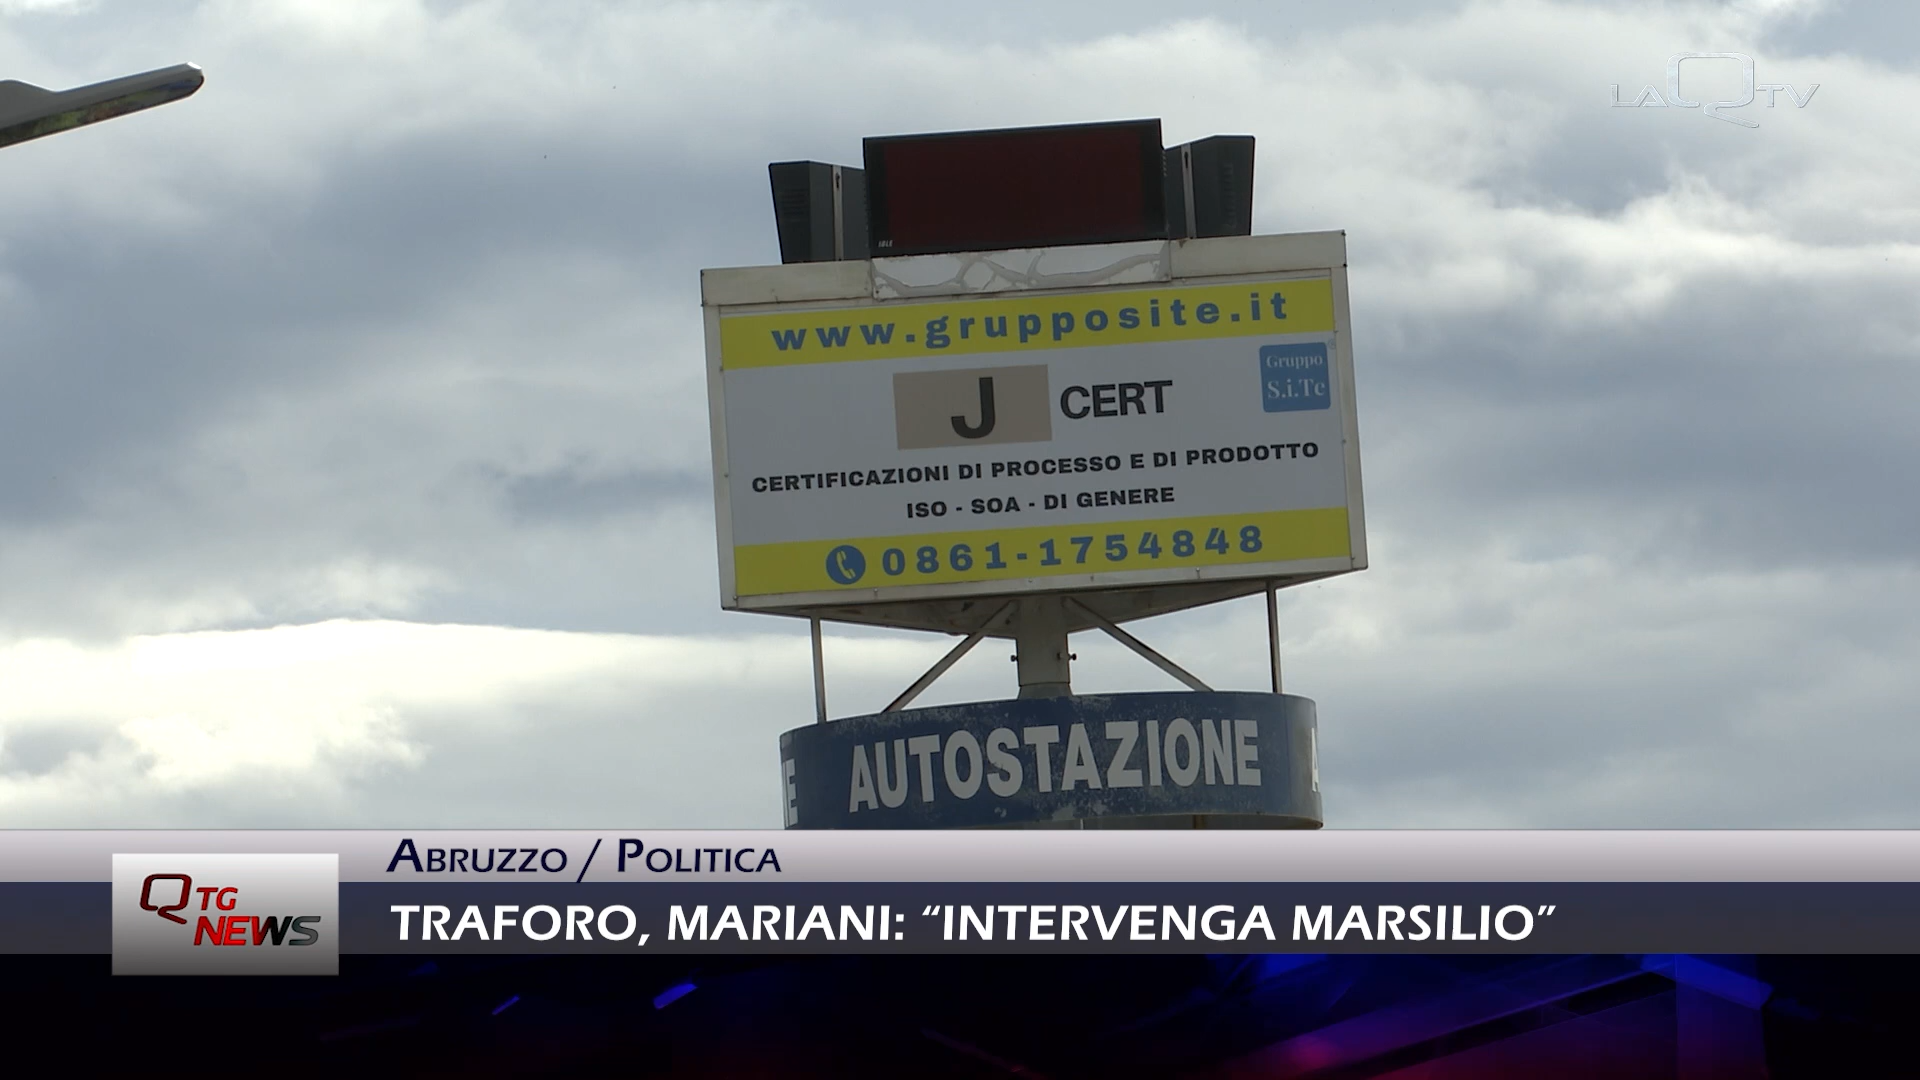 LAQTV
www.grupposite.it
J CERT
Gruppo
S.i.Te
CERTIFICAZIONI DI PROCESSO E DI PRODOTTO
ISO - SOA - DI GENERE
0861-1754848
AUTOSTAZIONE
ABRUZZO / POLITICA
Q TG
NEWS
TRAFORO, MARIANI: “INTERVENGA MARSILIO”